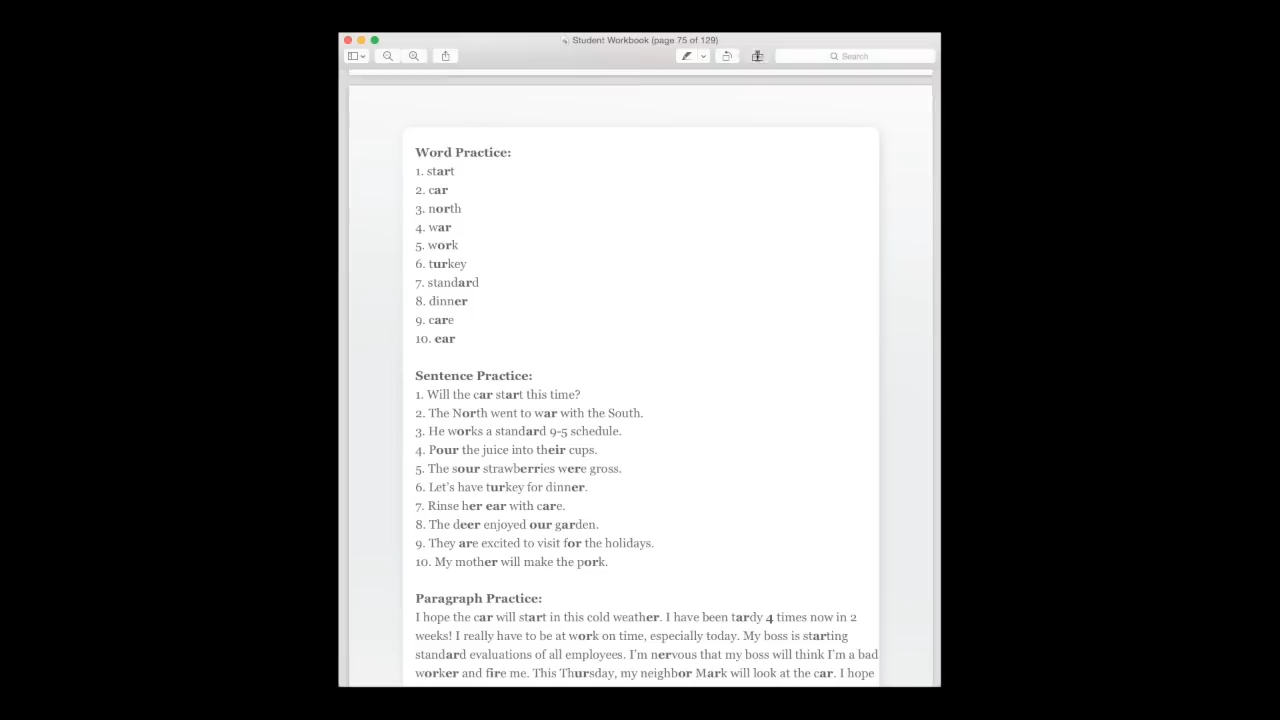 Student Workbook (page 75 of 129)
Search
Word Practice:
1. start
2. car
3. north
4. war
5. work
6. turkey
7. standard
8. dinner
9. care
10. ear
Sentence Practice:
1. Will the car start this time?
2. The North went to war with the South.
3. He works a standard 9-5 schedule.
4. Pour the juice into their cups.
5. The sour strawberries were gross.
6. Let's have turkey for dinner.
7. Rinse her ear with care.
8. The deer enjoyed our garden.
9. They are excited to visit for the holidays.
10. My mother will make the pork.
Paragraph Practice:
I hope the car will start in this cold weather. I have been tardy 4 times now in 2
weeks! I really have to be at work on time, especially today. My boss is starting
standard evaluations of all employees. I'm nervous that my boss will think I'm a bad
worker and fire me. This Thursday, my neighbor Mark will look at the car. I hope